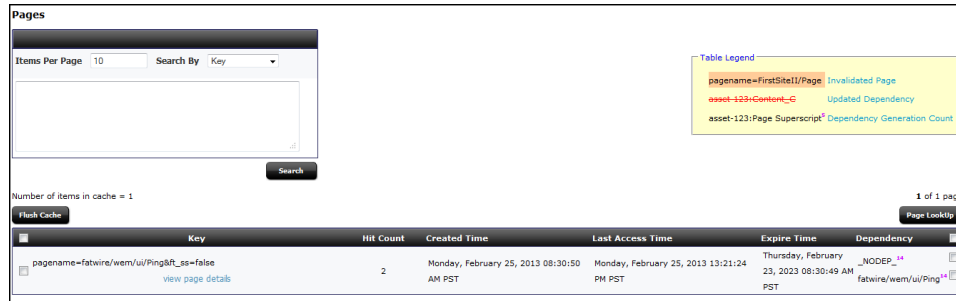 Pages
Items Per Page 10 Search By Key
Table Legend
pagename=FirstSiteII/Page Invalidated Page
asset-123:Content_C Updated Dependency
asset-123:Page Superscript5 Dependency Generation Count
Search
Number of items in cache = 1
1 of 1 pag
Flush Cache
Page LookUp
Key Hit Count Created Time Last Access Time Expire Time Dependency
pagename=fatwire/wem/ui/Ping&ft_ss=false
view page details
2
Monday, February 25, 2013 08:30:50
AM PST
Monday, February 25, 2013 13:21:24
PM PST
Thursday, February
23, 2023 08:30:49 AM
PST
_NODEP_14
fatwire/wem/ui/Ping14